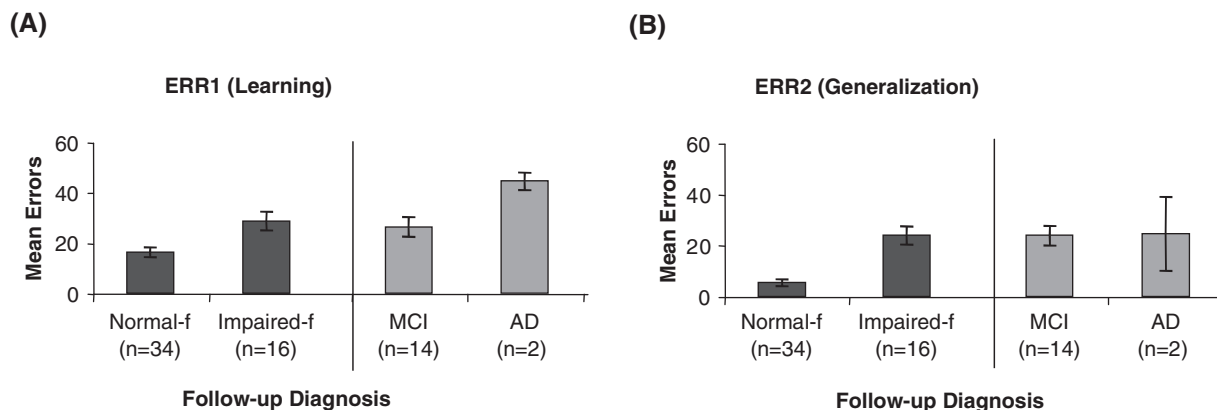 (A)
ERR1 (Learning)
Mean Errors
60
40
20
0
Normal-f Impaired-f MCI AD
(n=34) (n=16) (n=14) (n=2)
Follow-up Diagnosis
(B)
ERR2 (Generalization)
Mean Errors
60
40
20
0
Normal-f Impaired-f MCI AD
(n=34) (n=16) (n=14) (n=2)
Follow-up Diagnosis